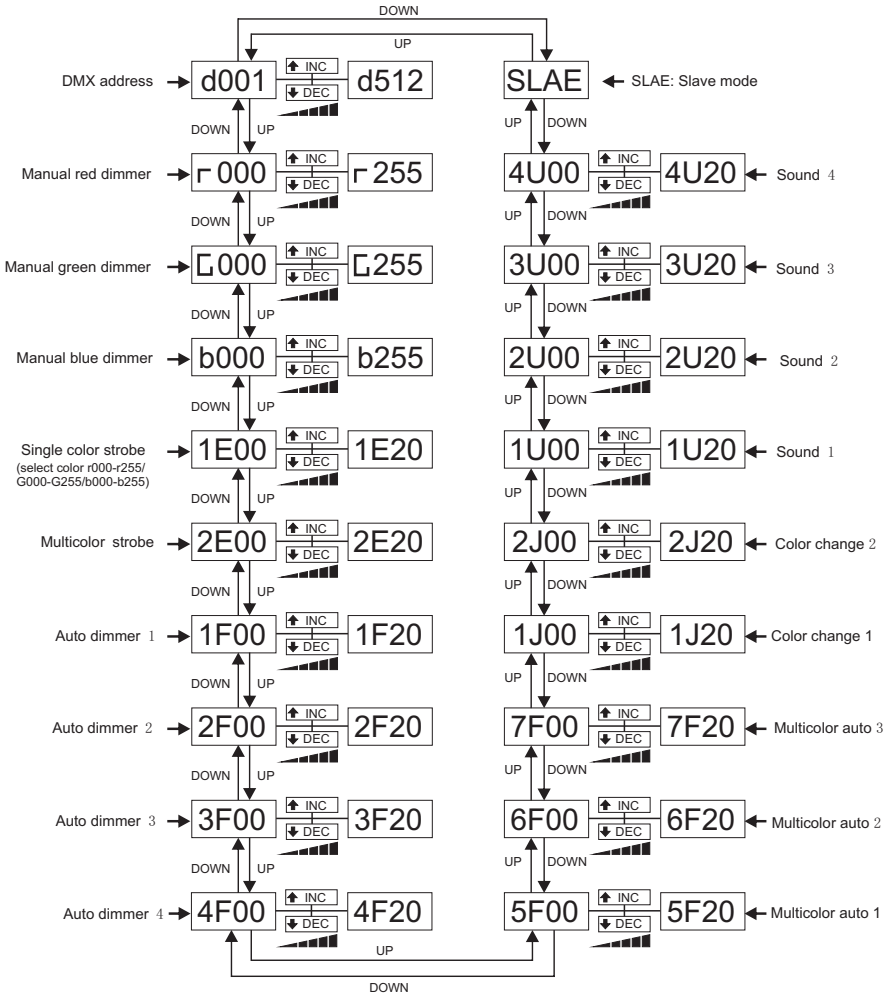 DOWN
UP
DMX address d001 INC DEC d512 SLAE SLAE: Slave mode
DOWN UP UP DOWN
Manual red dimmer r000 INC DEC r255 4U00 INC DEC 4U20 Sound 4
DOWN UP UP DOWN
Manual green dimmer G000 INC DEC G255 3U00 INC DEC 3U20 Sound 3
DOWN UP UP DOWN
Manual blue dimmer b000 INC DEC b255 2U00 INC DEC 2U20 Sound 2
DOWN UP UP DOWN
Single color strobe 1E00 INC DEC 1E20 1U00 INC DEC 1U20 Sound 1
(select color r000-r255/
G000-G255/b000-b255)
DOWN UP UP DOWN
Multicolor strobe 2E00 INC DEC 2E20 2J00 INC DEC 2J20 Color change 2
DOWN UP UP DOWN
Auto dimmer 1 1F00 INC DEC 1F20 1J00 INC DEC 1J20 Color change 1
DOWN UP UP DOWN
Auto dimmer 2 2F00 INC DEC 2F20 7F00 INC DEC 7F20 Multicolor auto 3
DOWN UP UP DOWN
Auto dimmer 3 3F00 INC DEC 3F20 6F00 INC DEC 6F20 Multicolor auto 2
DOWN UP UP DOWN
Auto dimmer 4 4F00 INC DEC 4F20 5F00 INC DEC 5F20 Multicolor auto 1
UP
DOWN